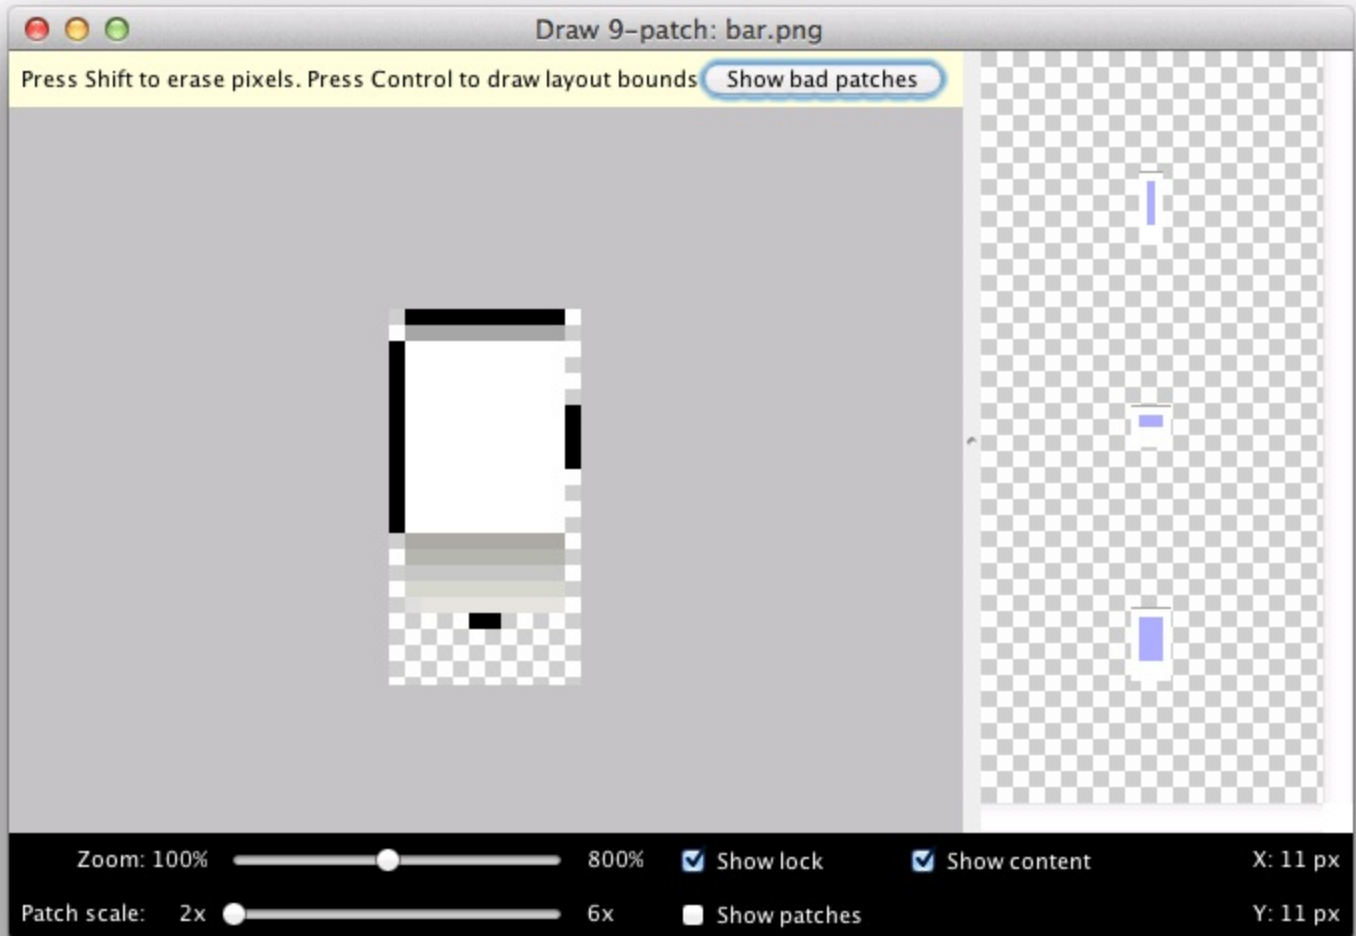 Draw 9-patch: bar.png
Press Shift to erase pixels. Press Control to draw layout bounds
Show bad patches
Zoom: 100% 800% Show lock Show content X: 11 px
Patch scale: 2x 6x Show patches Y: 11 px